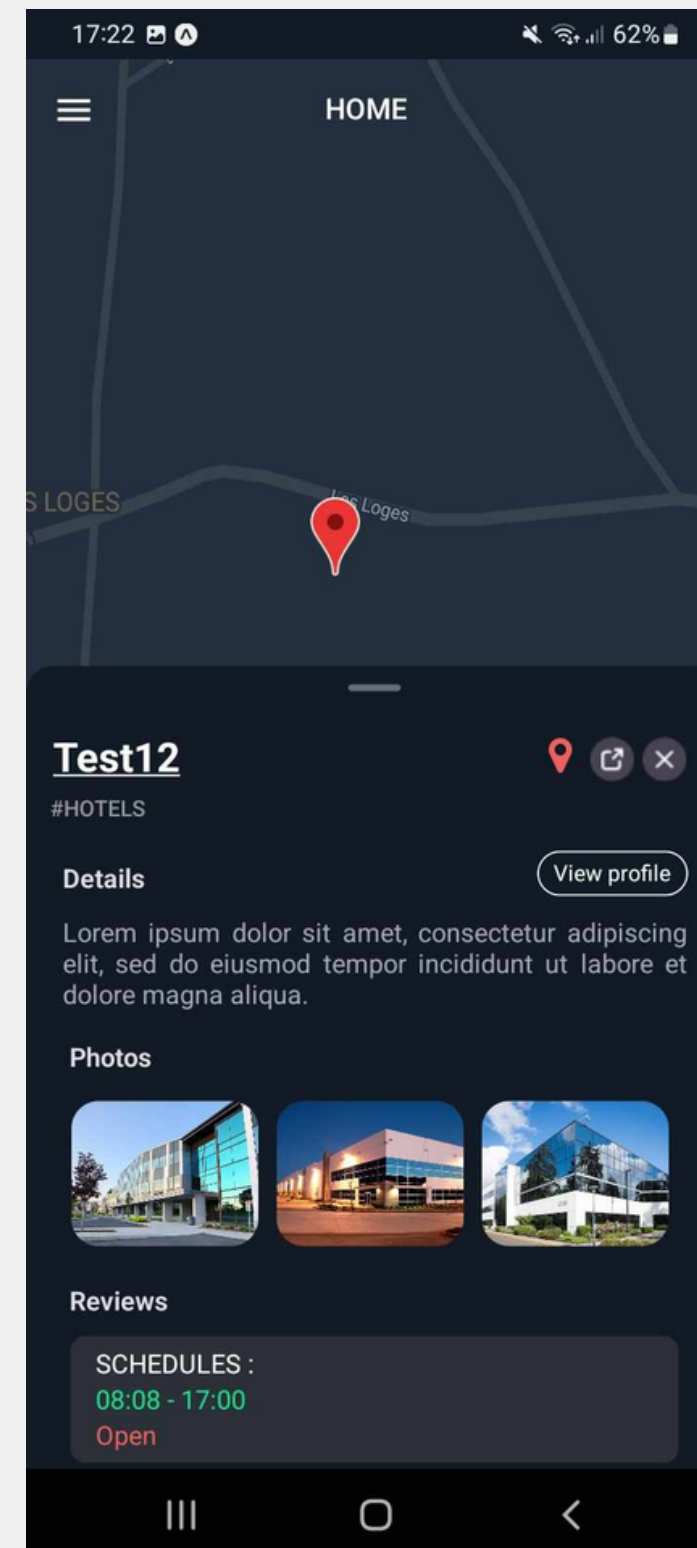 17:22
62%
HOME
S LOGES
Les Loges
Test12
#HOTELS
Details
View profile
Lorem ipsum dolor sit amet, consectetur adipiscing
elit, sed do eiusmod tempor incididunt ut labore et
dolore magna aliqua.
Photos
Reviews
SCHEDULES :
08:08 - 17:00
Open